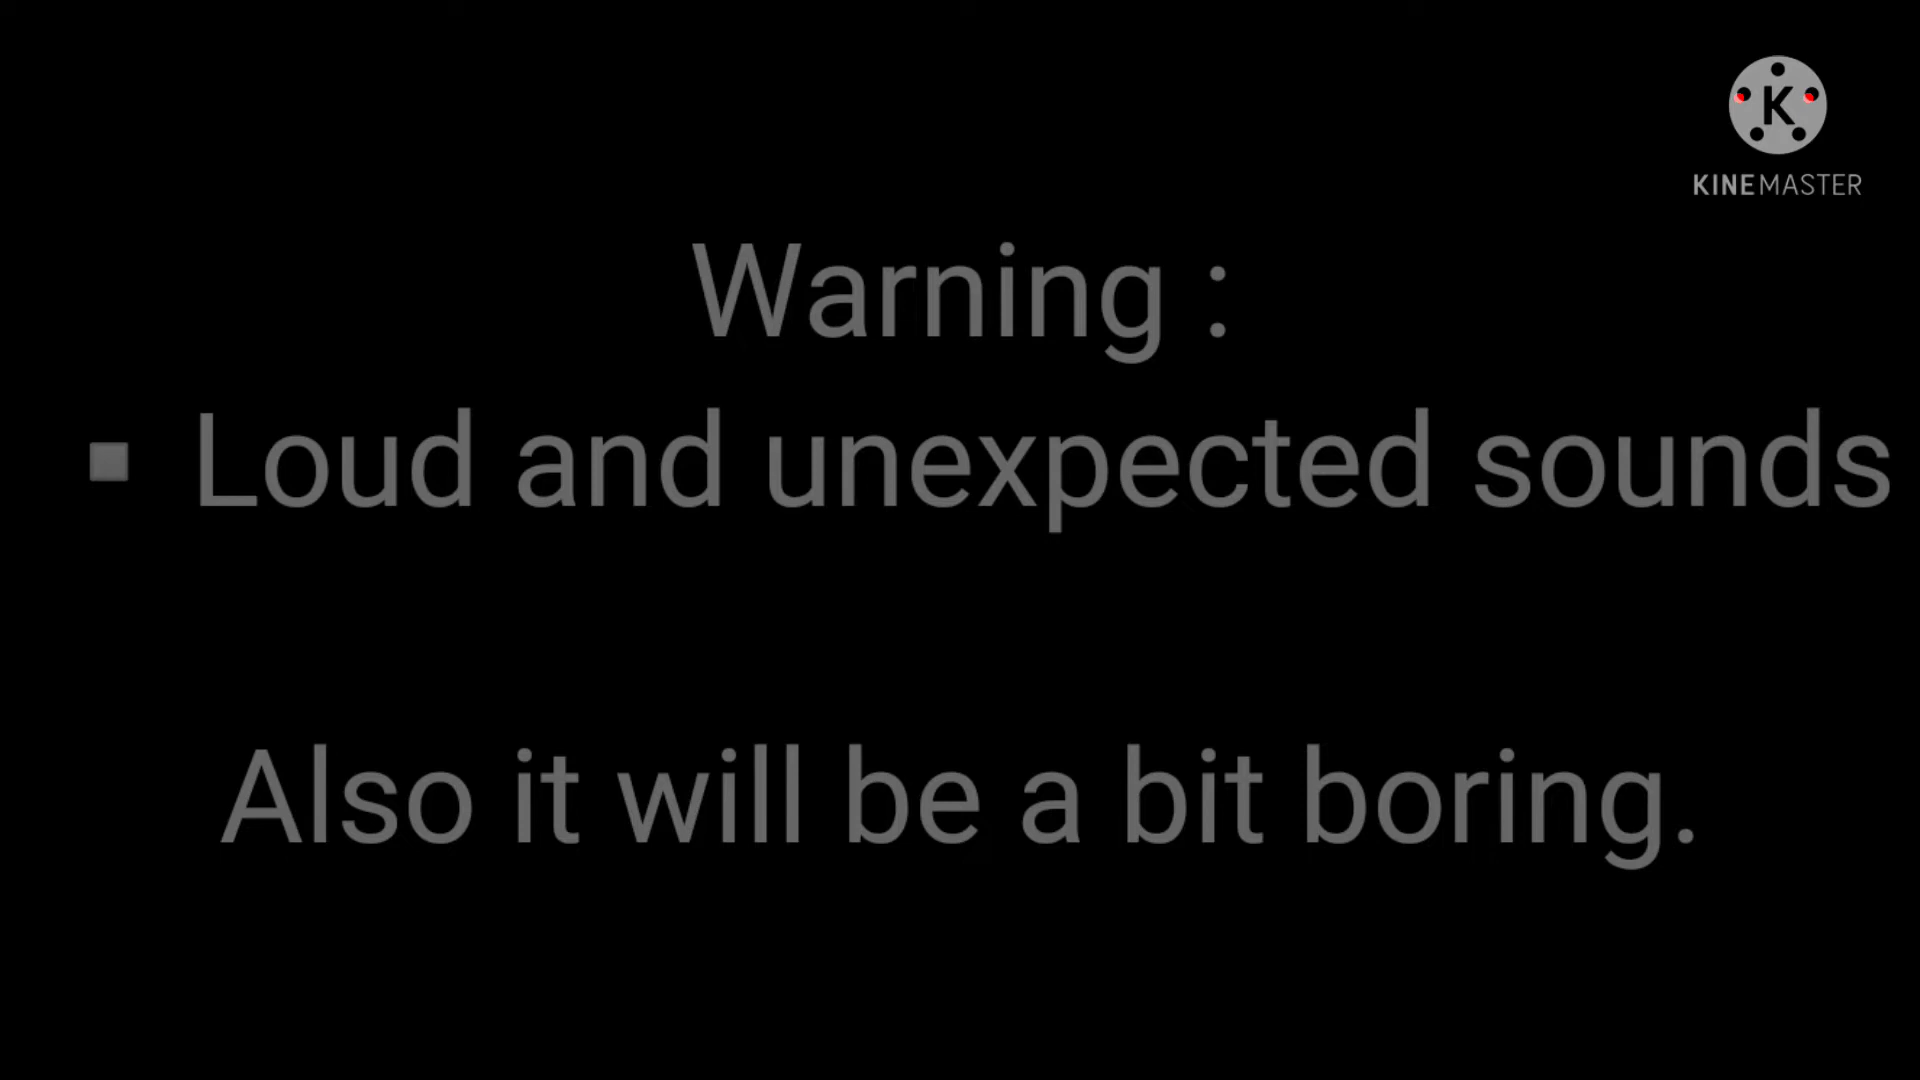 K
KINEMASTER
Warning :
▪ Loud and unexpected sounds
Also it will be a bit boring.